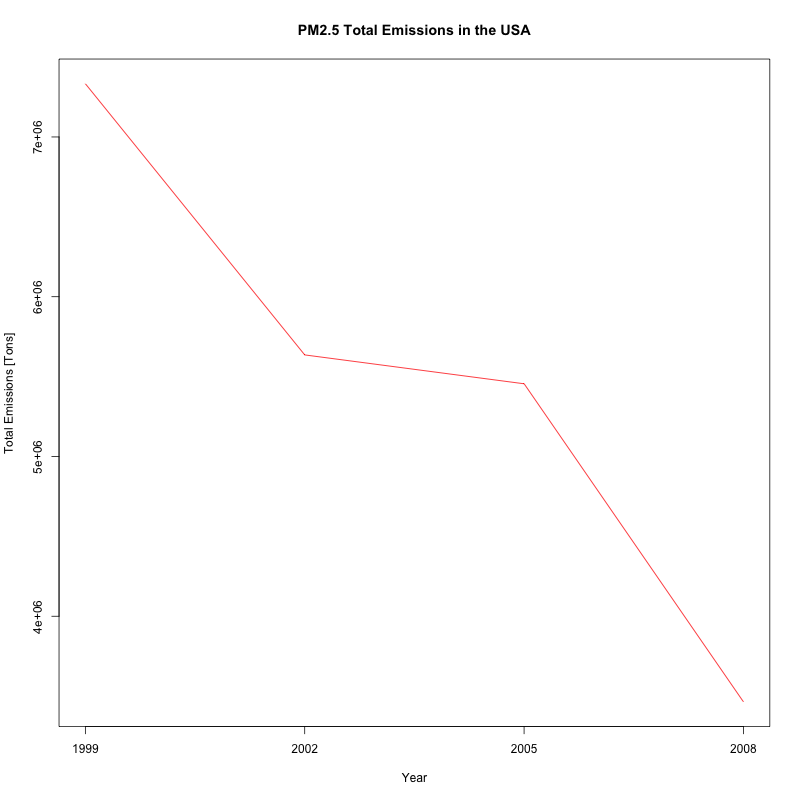 PM2.5 Total Emissions in the USA
Total Emissions [Tons]
7e+06
6e+06
5e+06
4e+06
1999 2002 2005 2008
Year